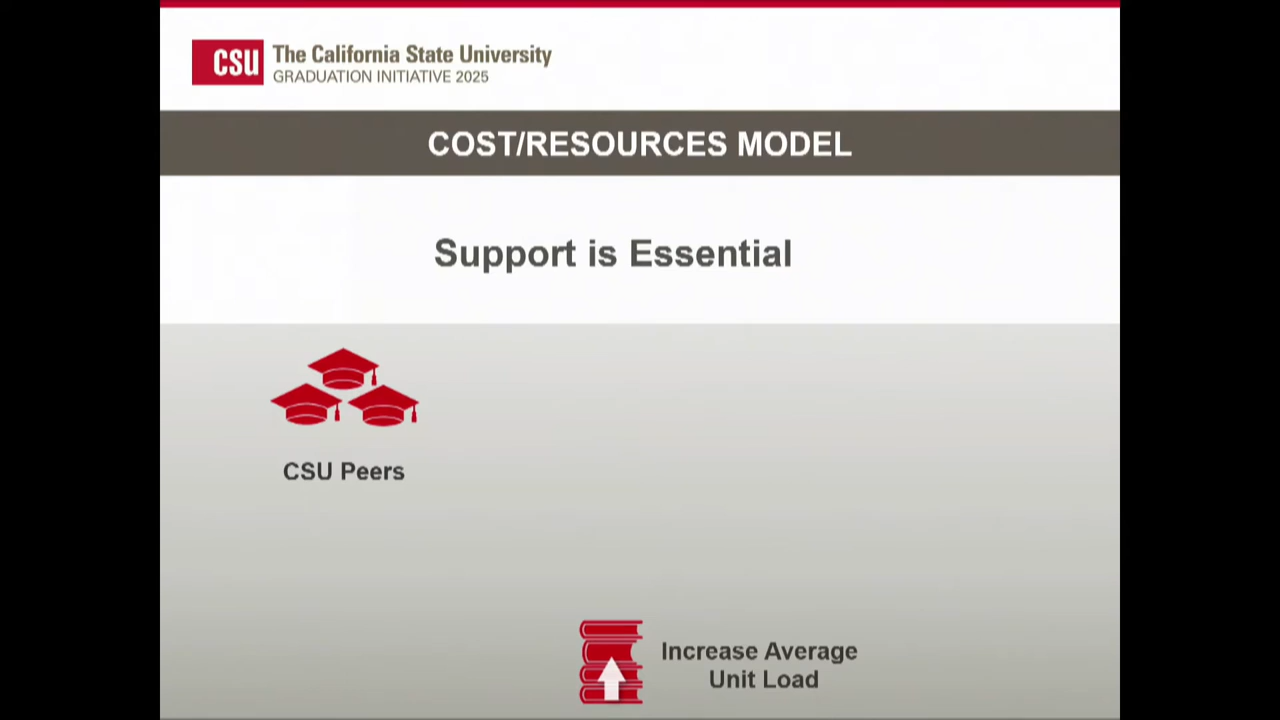 CSU
The California State University
GRADUATION INITIATIVE 2025
COST/RESOURCES MODEL
Support is Essential
CSU Peers
Increase Average
Unit Load